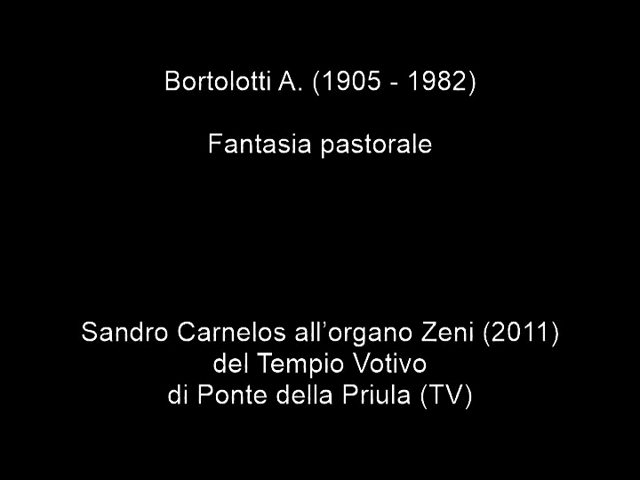 Bortolotti A. (1905 - 1982)
Fantasia pastorale
Sandro Carnelos all’organo Zeni (2011)
del Tempio Votivo
di Ponte della Priula (TV)